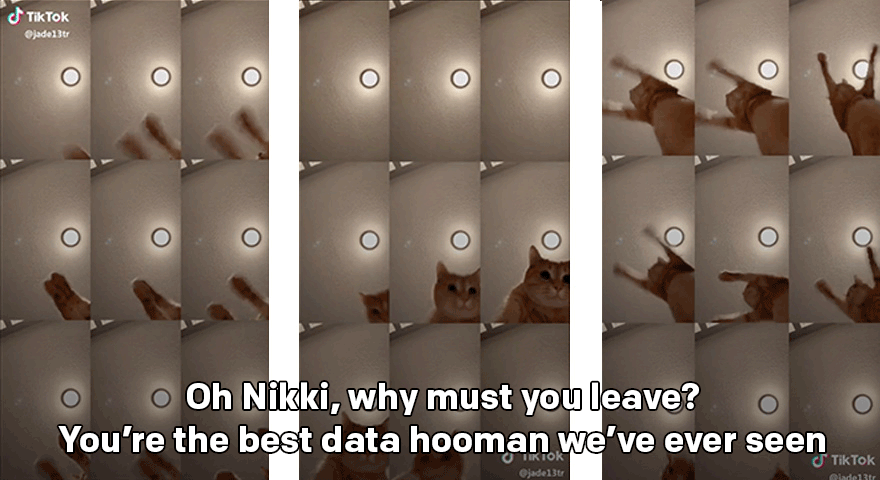 TikTok
@jade13tr
Oh Nikki, why must you leave?
You're the best data hooman we've ever seen
TikTok
@jade13tr
TikTok
@jade13tr